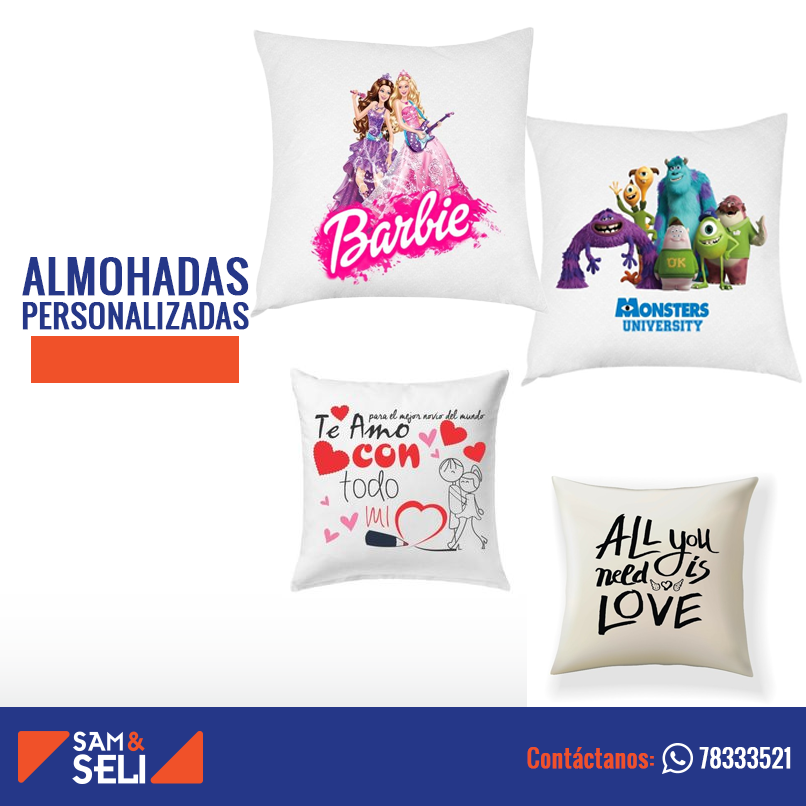 Barbie
MONSTERS
UNIVERSITY
OK
ALMOHADAS
PERSONALIZADAS
para el mejor novio del mundo
Te Amo
con
todo
mi
ALL you
need is
LOVE
SAM&
SELI
Contáctanos: 78333521